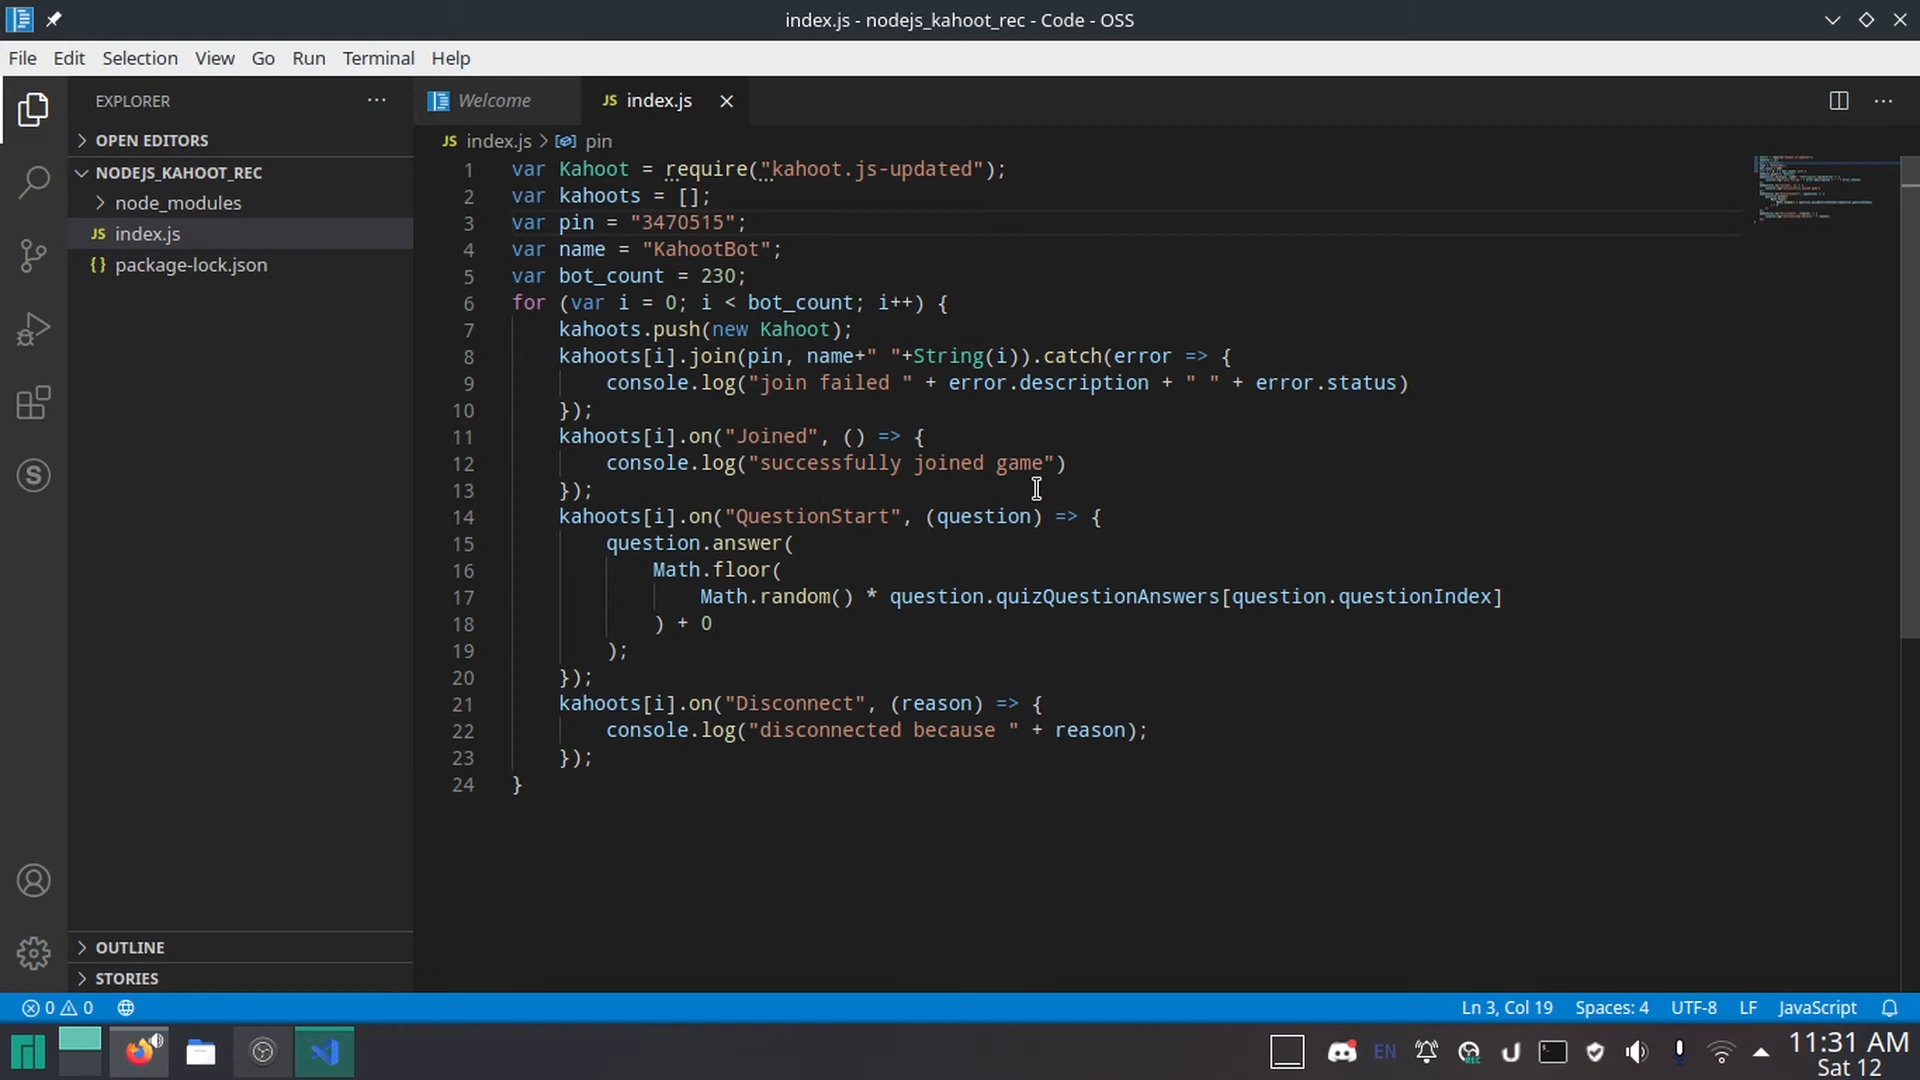 index.js - nodejs_kahoot_rec - Code - OSS
File Edit Selection View Go Run Terminal Help
EXPLORER
Welcome
JS index.js
OPEN EDITORS
JS index.js > pin
NODEJS_KAHOOT_REC
node_modules
JS index.js
{} package-lock.json
1 var Kahoot = require("kahoot.js-updated");
2 var kahoots = [];
3 var pin = "3470515";
4 var name = "KahootBot";
5 var bot_count = 230;
6 for (var i = 0; i < bot_count; i++) {
7 kahoots.push(new Kahoot);
8 kahoots[i].join(pin, name+" "+String(i)).catch(error => {
9 console.log("join failed " + error.description + " " + error.status)
10 });
11 kahoots[i].on("Joined", () => {
12 console.log("successfully joined game")
13 });
14 kahoots[i].on("QuestionStart", (question) => {
15 question.answer(
16 Math.floor(
17 Math.random() * question.quizQuestionAnswers[question.questionIndex]
18 ) + 0
19 );
20 });
21 kahoots[i].on("Disconnect", (reason) => {
22 console.log("disconnected because " + reason);
23 });
24 }
OUTLINE
STORIES
0 0
Ln 3, Col 19 Spaces: 4 UTF-8 LF JavaScript
EN
REC
11:31 AM
Sat 12